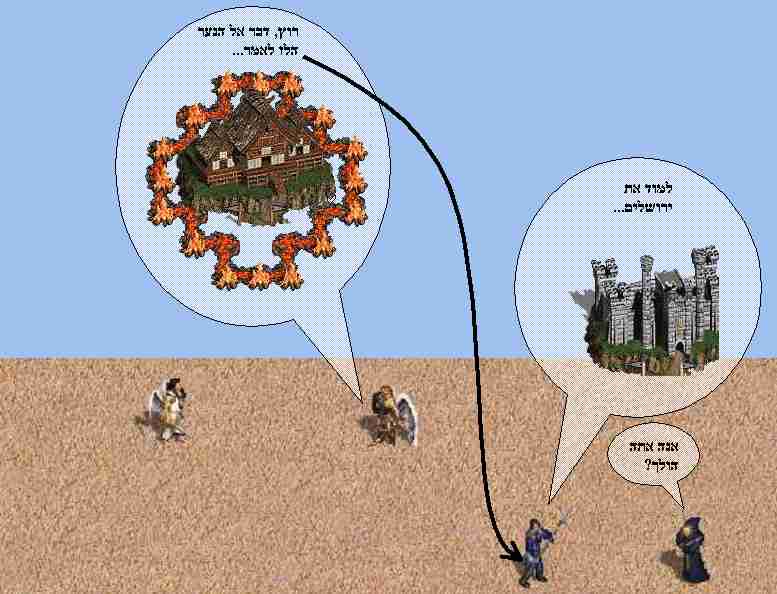 רוץ, דבר אל הנער
הלז לאמר...
למוד את
ירושלים...
אנה אתה
הולך?